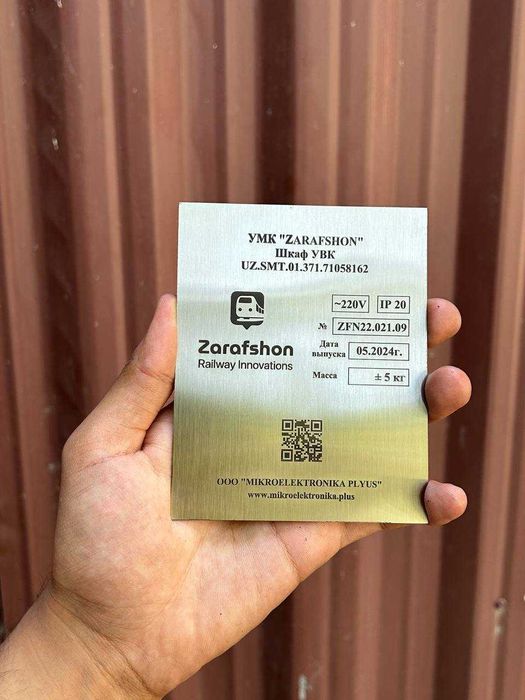 УМК "ZARAFSHON"
Шкаф УВК
UZ.SMT.01.371.71058162
~220V IP 20
№ ZFN22.021.09
Дата выпуска 05.2024г.
Масса ± 5 кг
Zarafshon
Railway Innovations
ООО "MIKROELEKTRONIKA PLYUS"
www.mikroelektronika.plus